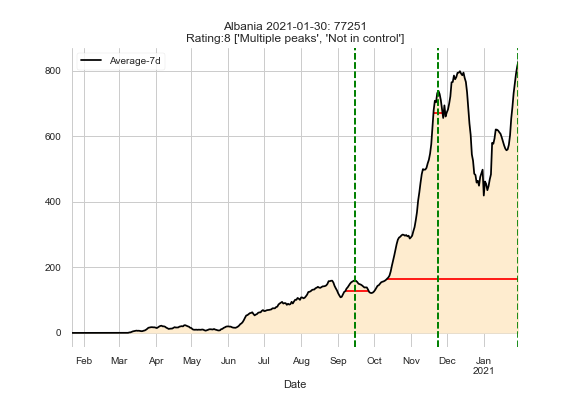 Albania 2021-01-30: 77251
Rating:8 ['Multiple peaks', 'Not in control']
Average-7d
800
600
400
200
0
Feb Mar Apr May Jun Jul Aug Sep Oct Nov Dec Jan
2021
Date